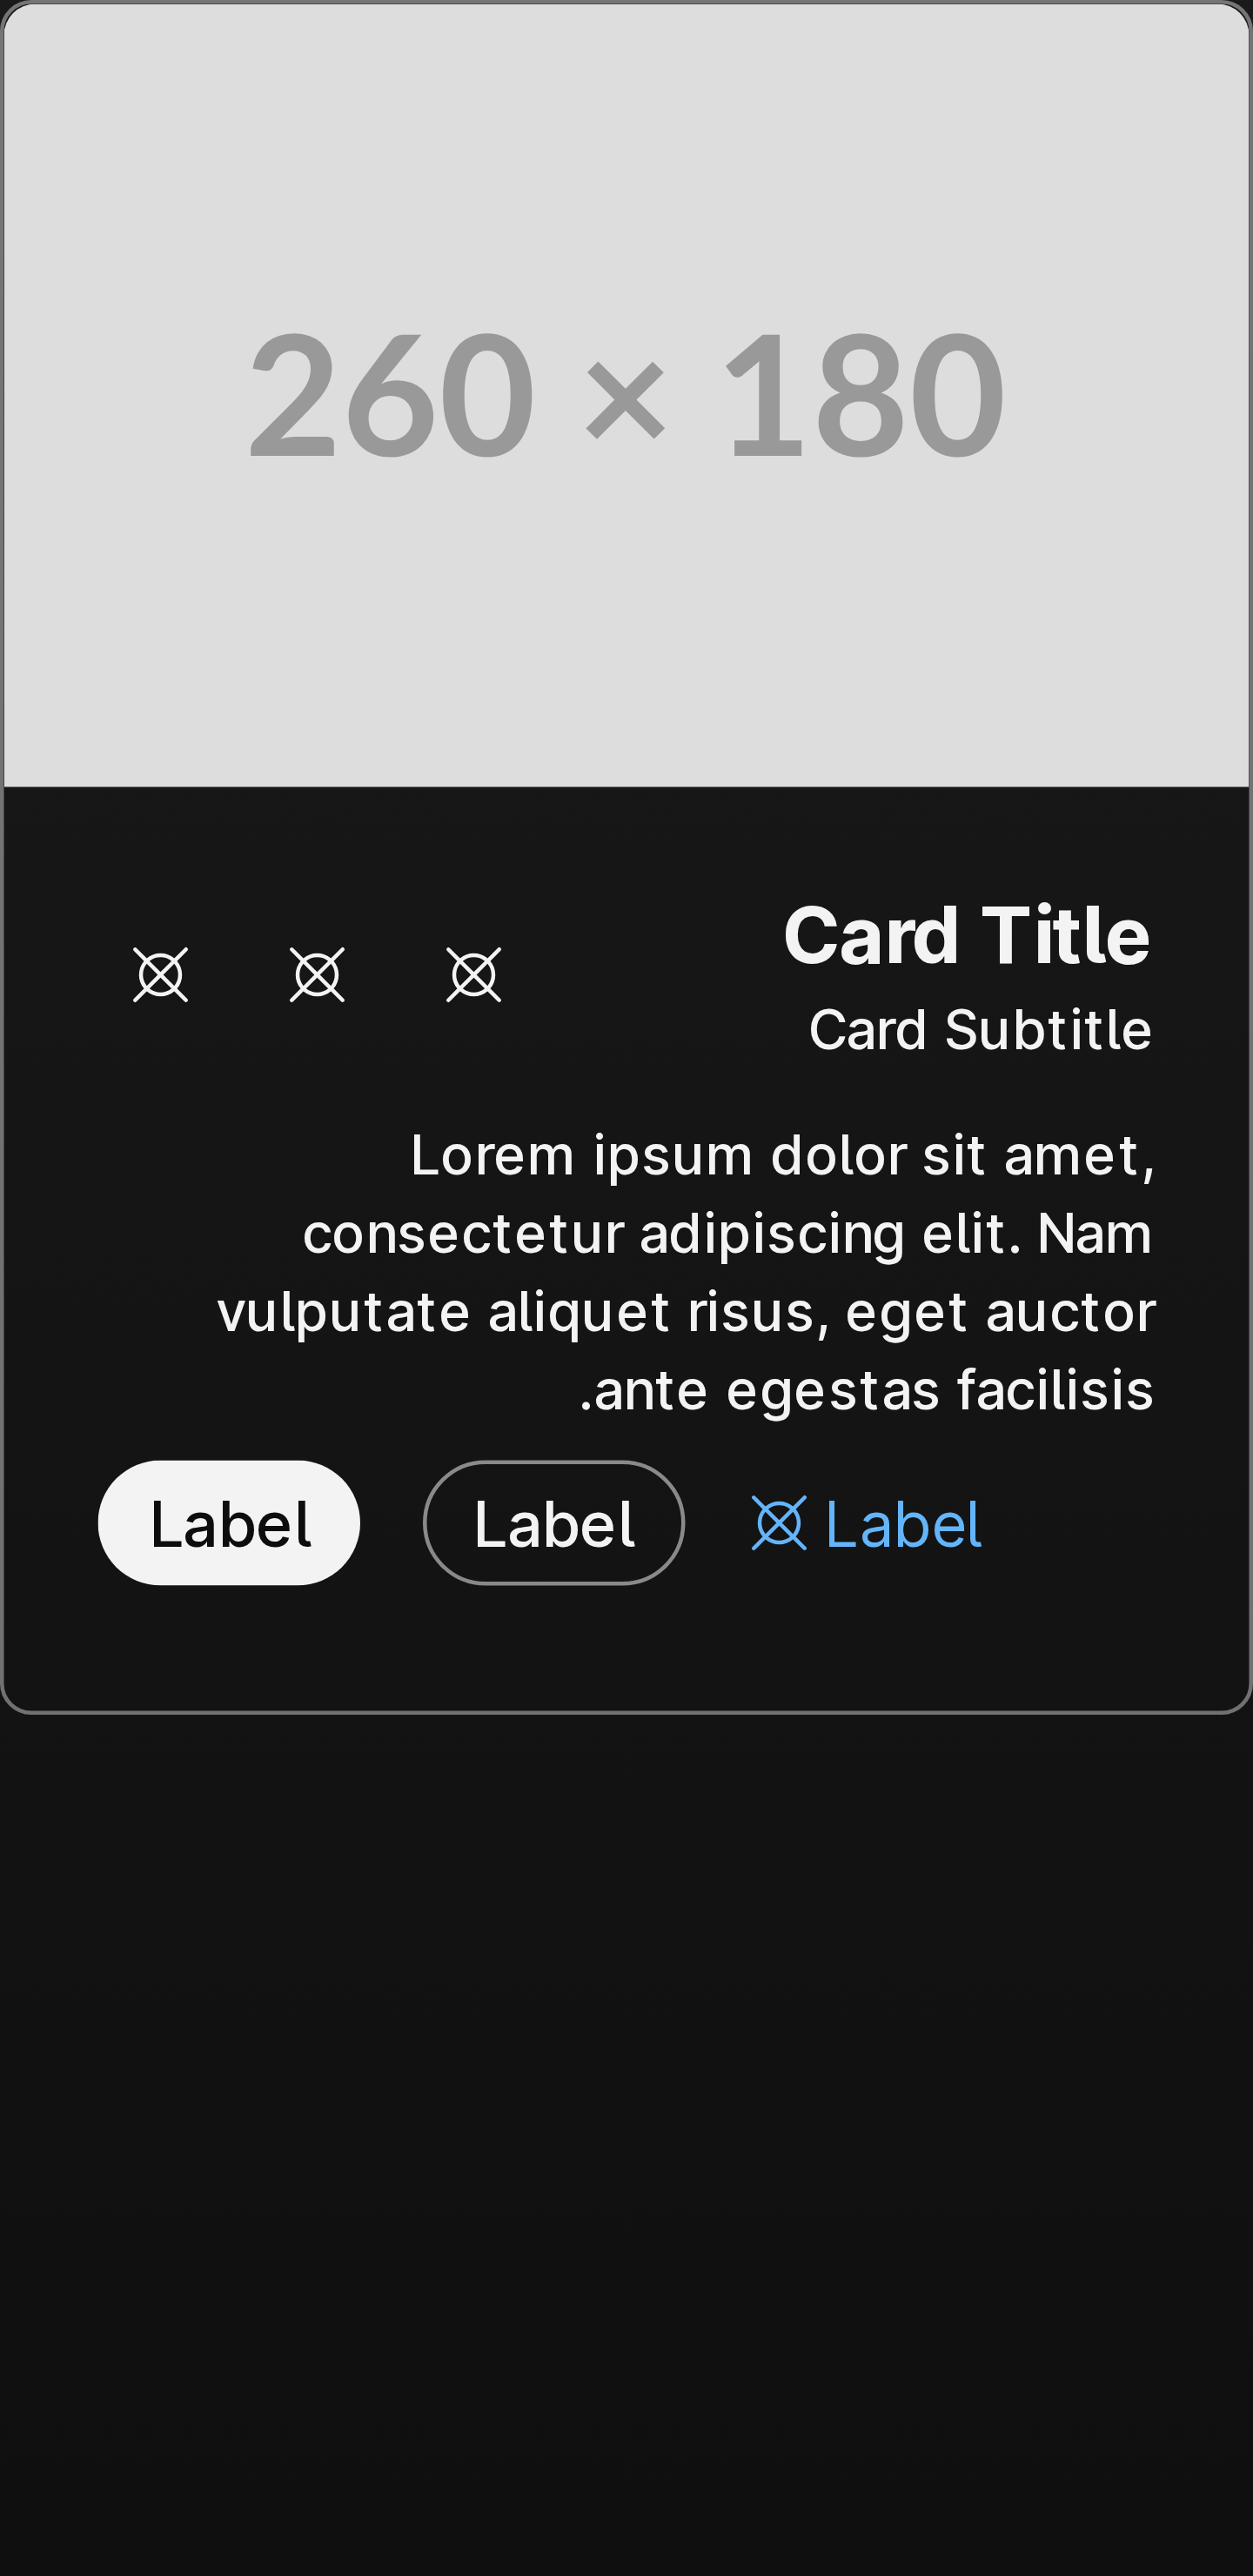 260 × 180
Card Title
Card Subtitle
Lorem ipsum dolor sit amet,
consectetur adipiscing elit. Nam
vulputate aliquet risus, eget auctor
.ante egestas facilisis
Label
Label
Label